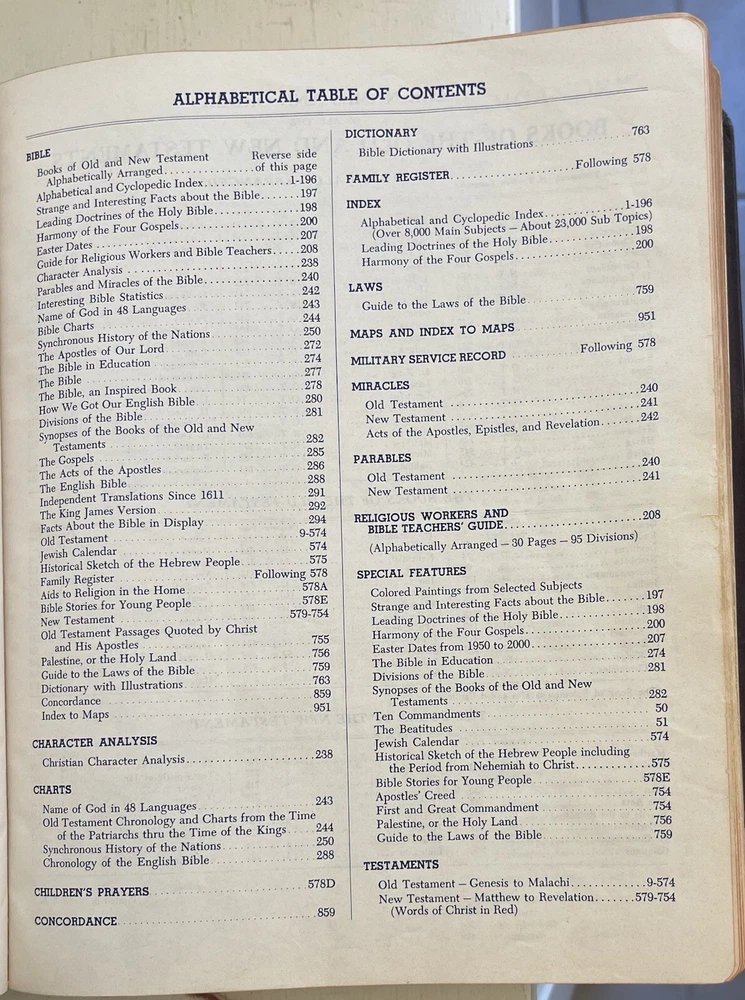 ALPHABETICAL TABLE OF CONTENTS
BIBLE
Books of Old and New Testament Reverse side
Alphabetically Arranged..............of this page
Alphabetical and Cyclopedic Index..............1-196
Strange and Interesting Facts about the Bible.......197
Leading Doctrines of the Holy Bible..............198
Harmony of the Four Gospels..............200
Easter Dates ..............207
Guide for Religious Workers and Bible Teachers.....208
Character Analysis ..............238
Parables and Miracles of the Bible..............240
Interesting Bible Statistics..............242
Name of God in 48 Languages..............243
Bible Charts ..............244
Synchronous History of the Nations..............250
The Apostles of Our Lord..............272
The Bible in Education ..............274
The Bible ..............277
The Bible, an Inspired Book..............278
How We Got Our English Bible ..............280
Divisions of the Bible ..............281
Synopses of the Books of the Old and New
Testaments..............282
The Gospels..............285
The Acts of the Apostles..............286
The English Bible..............288
Independent Translations Since 1611 ..............291
The King James Version..............292
Facts About the Bible in Display ..............294
Old Testament ..............9-574
Jewish Calendar ..............574
Historical Sketch of the Hebrew People..............575
Family Register ..............Following 578
Aids to Religion in the Home..............578A
Bible Stories for Young People ..............578E
New Testament ..............579-754
Old Testament Passages Quoted by Christ
and His Apostles ..............755
Palestine, or the Holy Land..............756
Guide to the Laws of the Bible..............759
Dictionary with Illustrations..............763
Concordance ..............859
Index to Maps ..............951
CHARACTER ANALYSIS
Christian Character Analysis..............238
CHARTS
Name of God in 48 Languages..............243
Old Testament Chronology and Charts from the Time
of the Patriarchs thru the Time of the Kings.....244
Synchronous History of the Nations ..............250
Chronology of the English Bible..............288
CHILDREN'S PRAYERS..............578D
CONCORDANCE..............859
DICTIONARY
Bible Dictionary with Illustrations..............763
FAMILY REGISTER..............Following 578
INDEX
Alphabetical and Cyclopedic Index..............1-196
(Over 8,000 Main Subjects — About 23,000 Sub Topics)
Leading Doctrines of the Holy Bible..............198
Harmony of the Four Gospels..............200
LAWS
Guide to the Laws of the Bible..............759
MAPS AND INDEX TO MAPS ..............951
MILITARY SERVICE RECORD ..............Following 578
MIRACLES
Old Testament ..............240
New Testament ..............241
Acts of the Apostles, Epistles, and Revelation.......242
PARABLES
Old Testament ..............240
New Testament ..............241
RELIGIOUS WORKERS AND
BIBLE TEACHERS' GUIDE..............208
(Alphabetically Arranged — 30 Pages — 95 Divisions)
SPECIAL FEATURES
Colored Paintings from Selected Subjects
Strange and Interesting Facts about the Bible.......197
Leading Doctrines of the Holy Bible..............198
Harmony of the Four Gospels..............200
Easter Dates from 1950 to 2000..............207
The Bible in Education ..............274
Divisions of the Bible..............281
Synopses of the Books of the Old and New
Testaments..............282
Ten Commandments ..............50
The Beatitudes ..............51
Jewish Calendar ..............574
Historical Sketch of the Hebrew People including
the Period from Nehemiah to Christ..............575
Bible Stories for Young People..............578E
Apostles' Creed ..............754
First and Great Commandment ..............754
Palestine, or the Holy Land..............756
Guide to the Laws of the Bible ..............759
TESTAMENTS
Old Testament — Genesis to Malachi............9-574
New Testament — Matthew to Revelation.......579-754
(Words of Christ in Red)